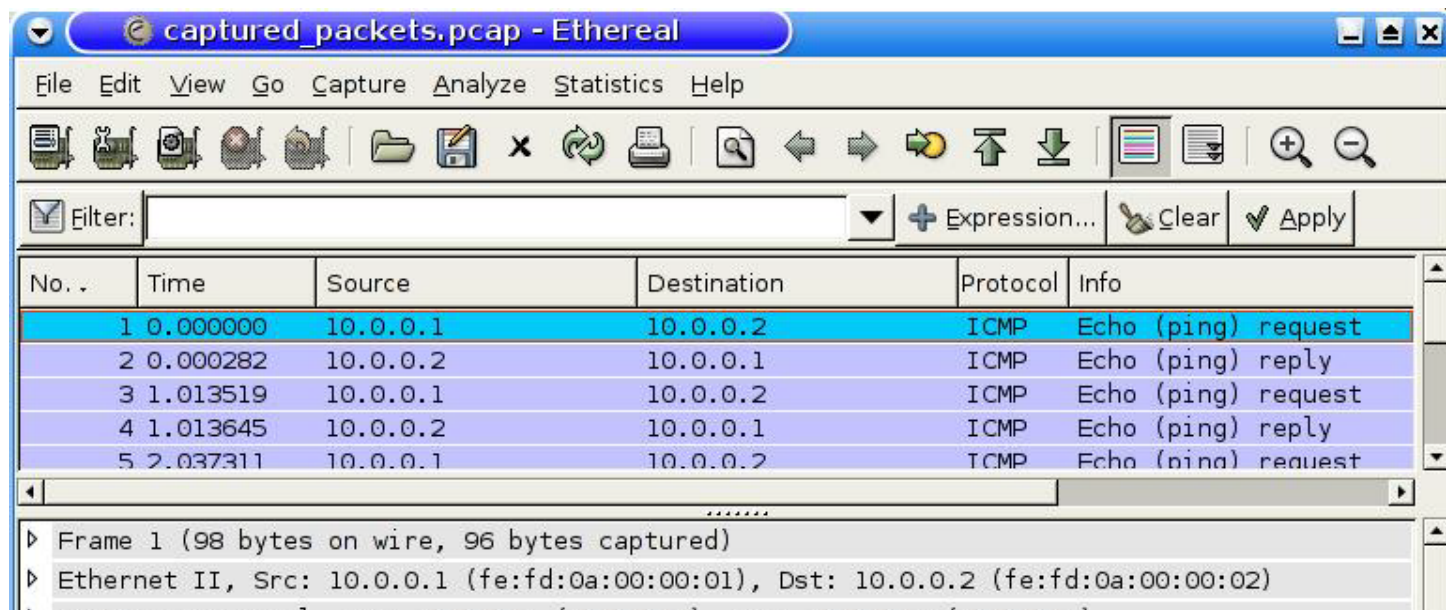 captured_packets.pcap - Ethereal
File Edit View Go Capture Analyze Statistics Help
Filter: Expression... Clear Apply
No. . Time Source Destination Protocol Info
1 0.000000 10.0.0.1 10.0.0.2 ICMP Echo (ping) request
2 0.000282 10.0.0.2 10.0.0.1 ICMP Echo (ping) reply
3 1.013519 10.0.0.1 10.0.0.2 ICMP Echo (ping) request
4 1.013645 10.0.0.2 10.0.0.1 ICMP Echo (ping) reply
5 2.037311 10.0.0.1 10.0.0.2 ICMP Echo (ping) request
Frame 1 (98 bytes on wire, 96 bytes captured)
Ethernet II, Src: 10.0.0.1 (fe:fd:0a:00:00:01), Dst: 10.0.0.2 (fe:fd:0a:00:00:02)